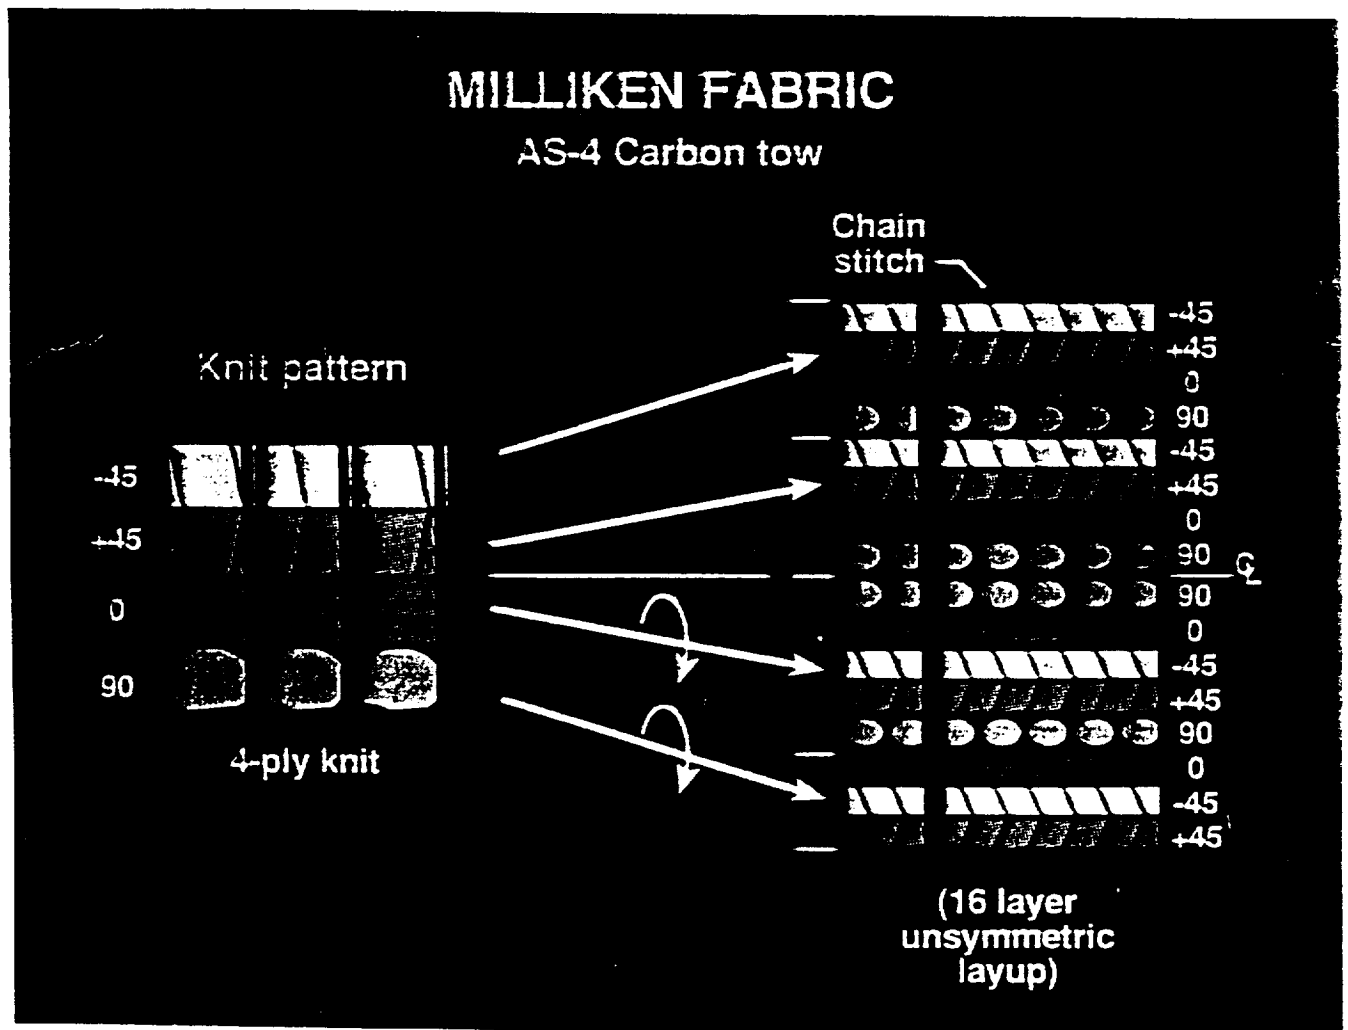 MILLIKEN FABRIC
AS-4 Carbon tow
Chain
stitch
Knit pattern
-45
+45
0
90
4-ply knit
-45
+45
0
90
-45
+45
0
90
℄
90
0
-45
+45
90
0
-45
+45
(16 layer
unsymmetric
layup)